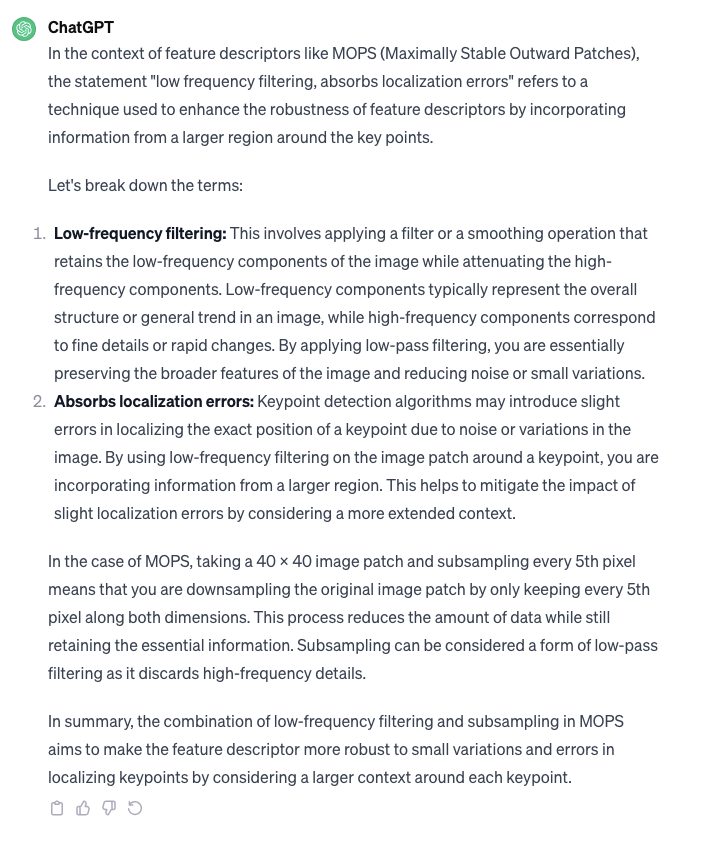 ChatGPT
In the context of feature descriptors like MOPS (Maximally Stable Outward Patches),
the statement "low frequency filtering, absorbs localization errors" refers to a
technique used to enhance the robustness of feature descriptors by incorporating
information from a larger region around the key points.
Let's break down the terms:
1. Low-frequency filtering: This involves applying a filter or a smoothing operation that
retains the low-frequency components of the image while attenuating the high-
frequency components. Low-frequency components typically represent the overall
structure or general trend in an image, while high-frequency components correspond
to fine details or rapid changes. By applying low-pass filtering, you are essentially
preserving the broader features of the image and reducing noise or small variations.
2. Absorbs localization errors: Keypoint detection algorithms may introduce slight
errors in localizing the exact position of a keypoint due to noise or variations in the
image. By using low-frequency filtering on the image patch around a keypoint, you are
incorporating information from a larger region. This helps to mitigate the impact of
slight localization errors by considering a more extended context.
In the case of MOPS, taking a 40 × 40 image patch and subsampling every 5th pixel
means that you are downsampling the original image patch by only keeping every 5th
pixel along both dimensions. This process reduces the amount of data while still
retaining the essential information. Subsampling can be considered a form of low-pass
filtering as it discards high-frequency details.
In summary, the combination of low-frequency filtering and subsampling in MOPS
aims to make the feature descriptor more robust to small variations and errors in
localizing keypoints by considering a larger context around each keypoint.